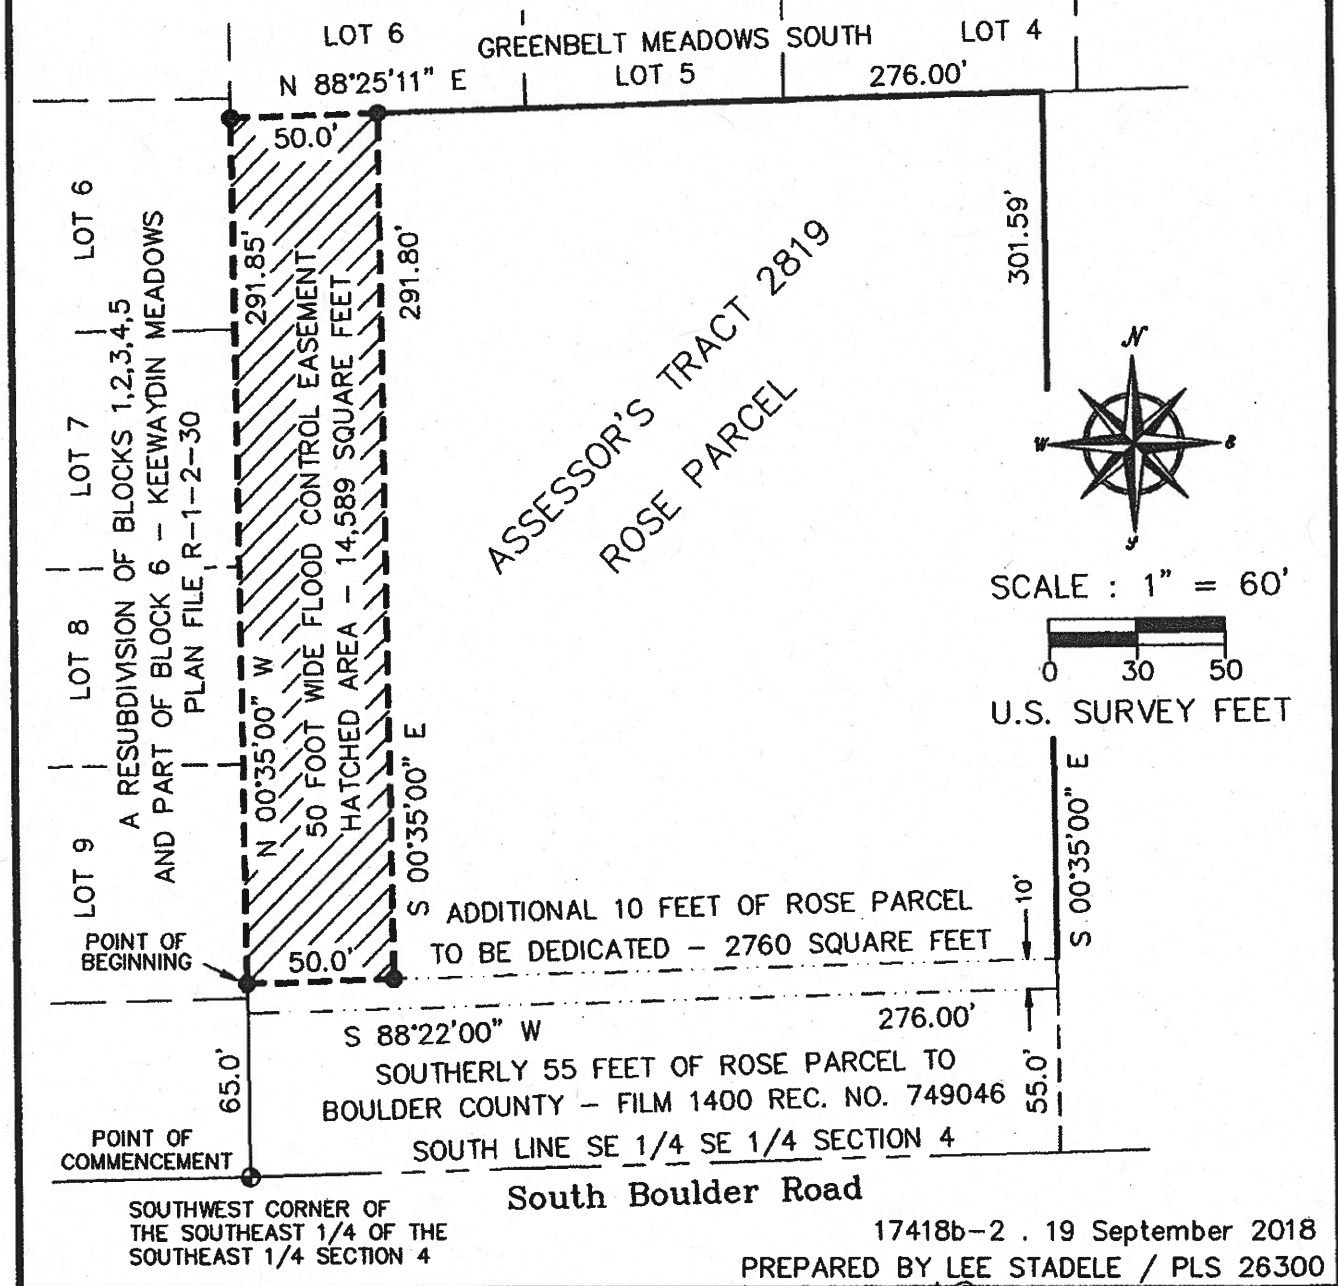 LOT 6
GREENBELT MEADOWS SOUTH
LOT 4
N 88°25'11" E
LOT 5
276.00'
50.0'
LOT 6
LOT 7
LOT 8
LOT 9
A RESUBDIVISION OF BLOCKS 1,2,3,4,5
AND PART OF BLOCK 6 – KEEWAYDIN MEADOWS
PLAN FILE R–1–2–30
291.85'
N 00°35'00" W
50 FOOT WIDE FLOOD CONTROL EASEMENT
HATCHED AREA – 14,589 SQUARE FEET
291.80'
S 00°35'00" E
ASSESSOR'S TRACT 2819
ROSE PARCEL
301.59'
N
W
E
S
SCALE : 1" = 60'
0 30 50
U.S. SURVEY FEET
S 00°35'00" E
ADDITIONAL 10 FEET OF ROSE PARCEL
TO BE DEDICATED – 2760 SQUARE FEET
10'
POINT OF
BEGINNING
50.0'
S 88°22'00" W
276.00'
65.0'
SOUTHERLY 55 FEET OF ROSE PARCEL TO
BOULDER COUNTY – FILM 1400 REC. NO. 749046
55.0'
SOUTH LINE SE 1/4 SE 1/4 SECTION 4
POINT OF
COMMENCEMENT
South Boulder Road
SOUTHWEST CORNER OF
THE SOUTHEAST 1/4 OF THE
SOUTHEAST 1/4 SECTION 4
17418b–2 . 19 September 2018
PREPARED BY LEE STADELE / PLS 26300